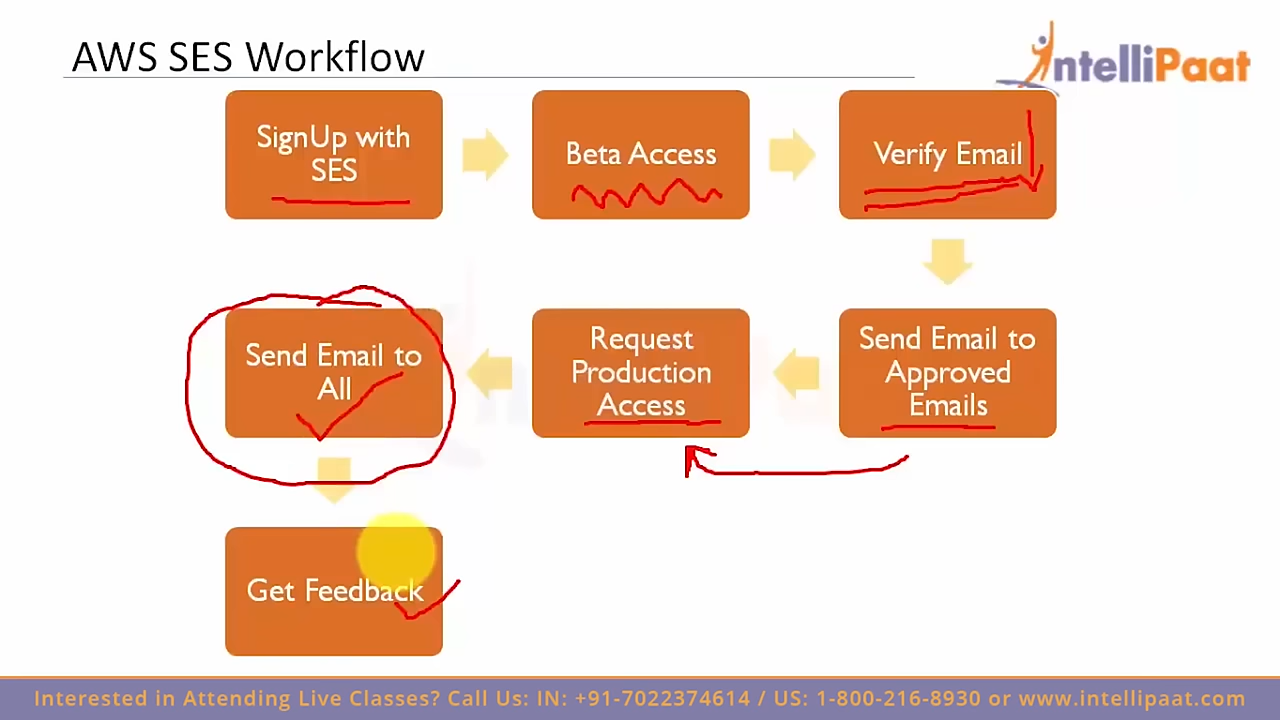 AWS SES Workflow
IntelliPaat
SignUp with
SES
Beta Access
Verify Email
Send Email to
All
Request
Production
Access
Send Email to
Approved
Emails
Get Feedback
Interested in Attending Live Classes? Call Us: IN: +91-7022374614 / US: 1-800-216-8930 or www.intellipaat.com